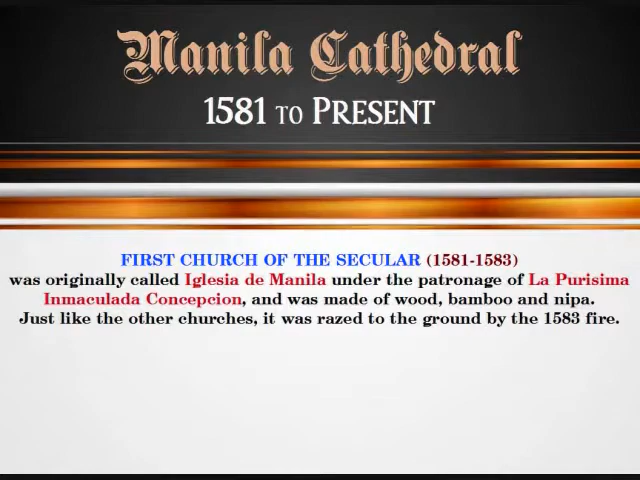 Manila Cathedral
1581 TO PRESENT
FIRST CHURCH OF THE SECULAR (1581-1583)
was originally called Iglesia de Manila under the patronage of La Purisima
Inmaculada Concepcion, and was made of wood, bamboo and nipa.
Just like the other churches, it was razed to the ground by the 1583 fire.